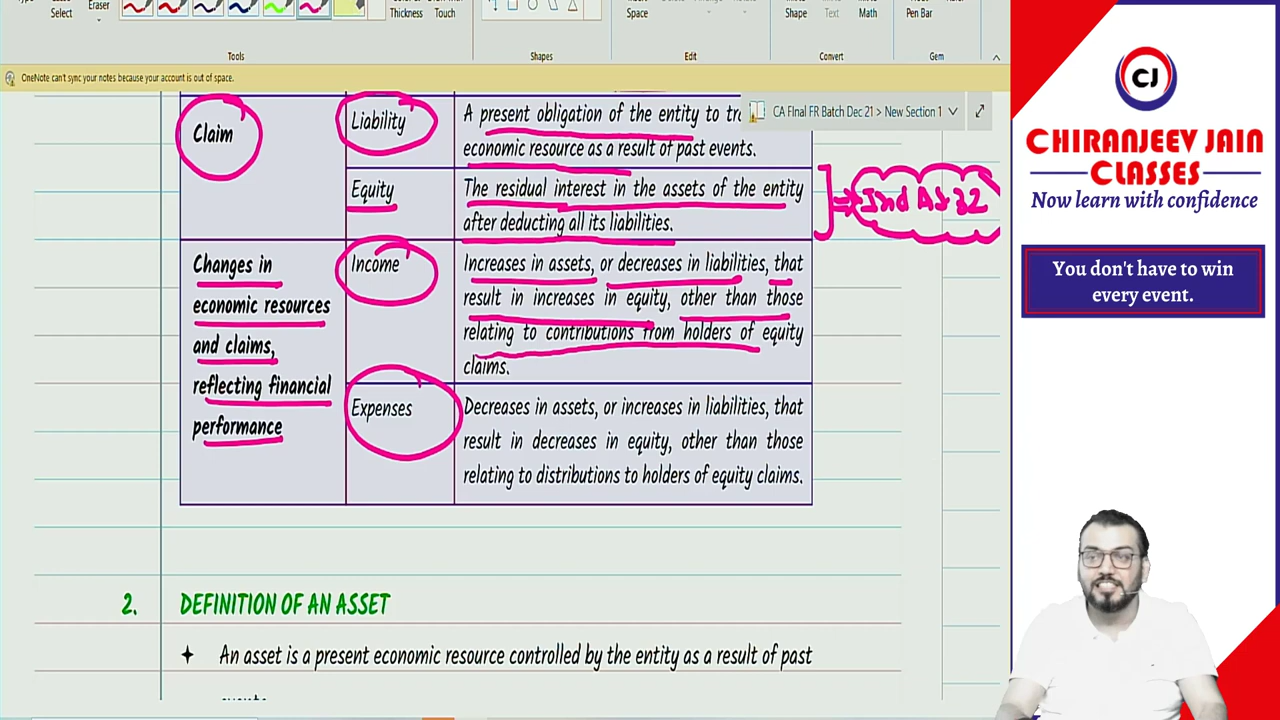 Select
Eraser
Thickness
Touch
Space
Shape
Text
Math
Pen Bar
Tools
Shapes
Edit
Convert
Gem
OneNote can't sync your notes because your account is out of space.
CA FInal FR Batch Dec 21 > New Section 1
Claim
Liability
A present obligation of the entity to
economic resource as a result of past events.
Equity
The residual interest in the assets of the entity
after deducting all its liabilities.
Ind AS 32
Changes in
economic resources
and claims,
reflecting financial
performance
Income
Increases in assets, or decreases in liabilities, that
result in increases in equity, other than those
relating to contributions from holders of equity
claims.
Expenses
Decreases in assets, or increases in liabilities, that
result in decreases in equity, other than those
relating to distributions to holders of equity claims.
2. DEFINITION OF AN ASSET
An asset is a present economic resource controlled by the entity as a result of past
CJ
CHIRANJEEV JAIN
CLASSES
Now learn with confidence
You don't have to win
every event.